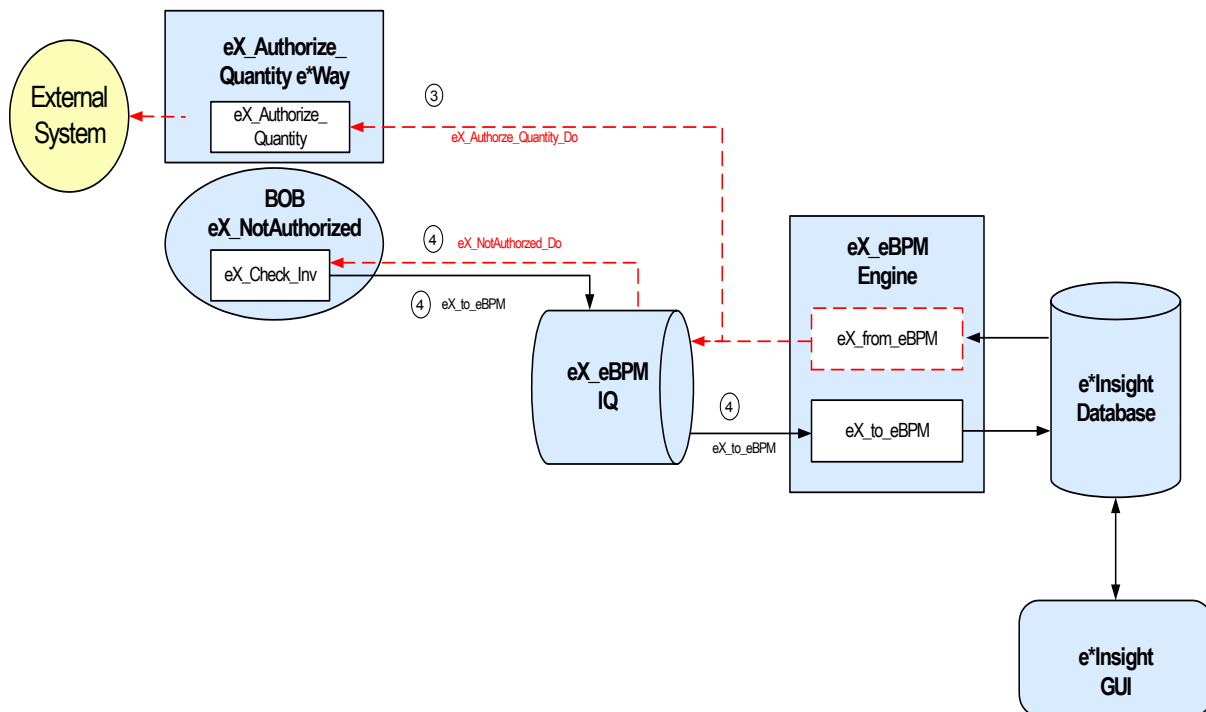 eX_Authorize_
Quantity e*Way
External
System
eX_Authorize_
Quantity
3
eX_Authorze_Quantity_Do
BOB
eX_NotAuthorized
eX_Check_Inv
4
eX_NotAuthorzed_Do
4
eX_to_eBPM
eX_eBPM
Engine
eX_from_eBPM
eX_eBPM
IQ
4
eX_to_eBPM
eX_to_eBPM
e*Insight
Database
e*Insight
GUI